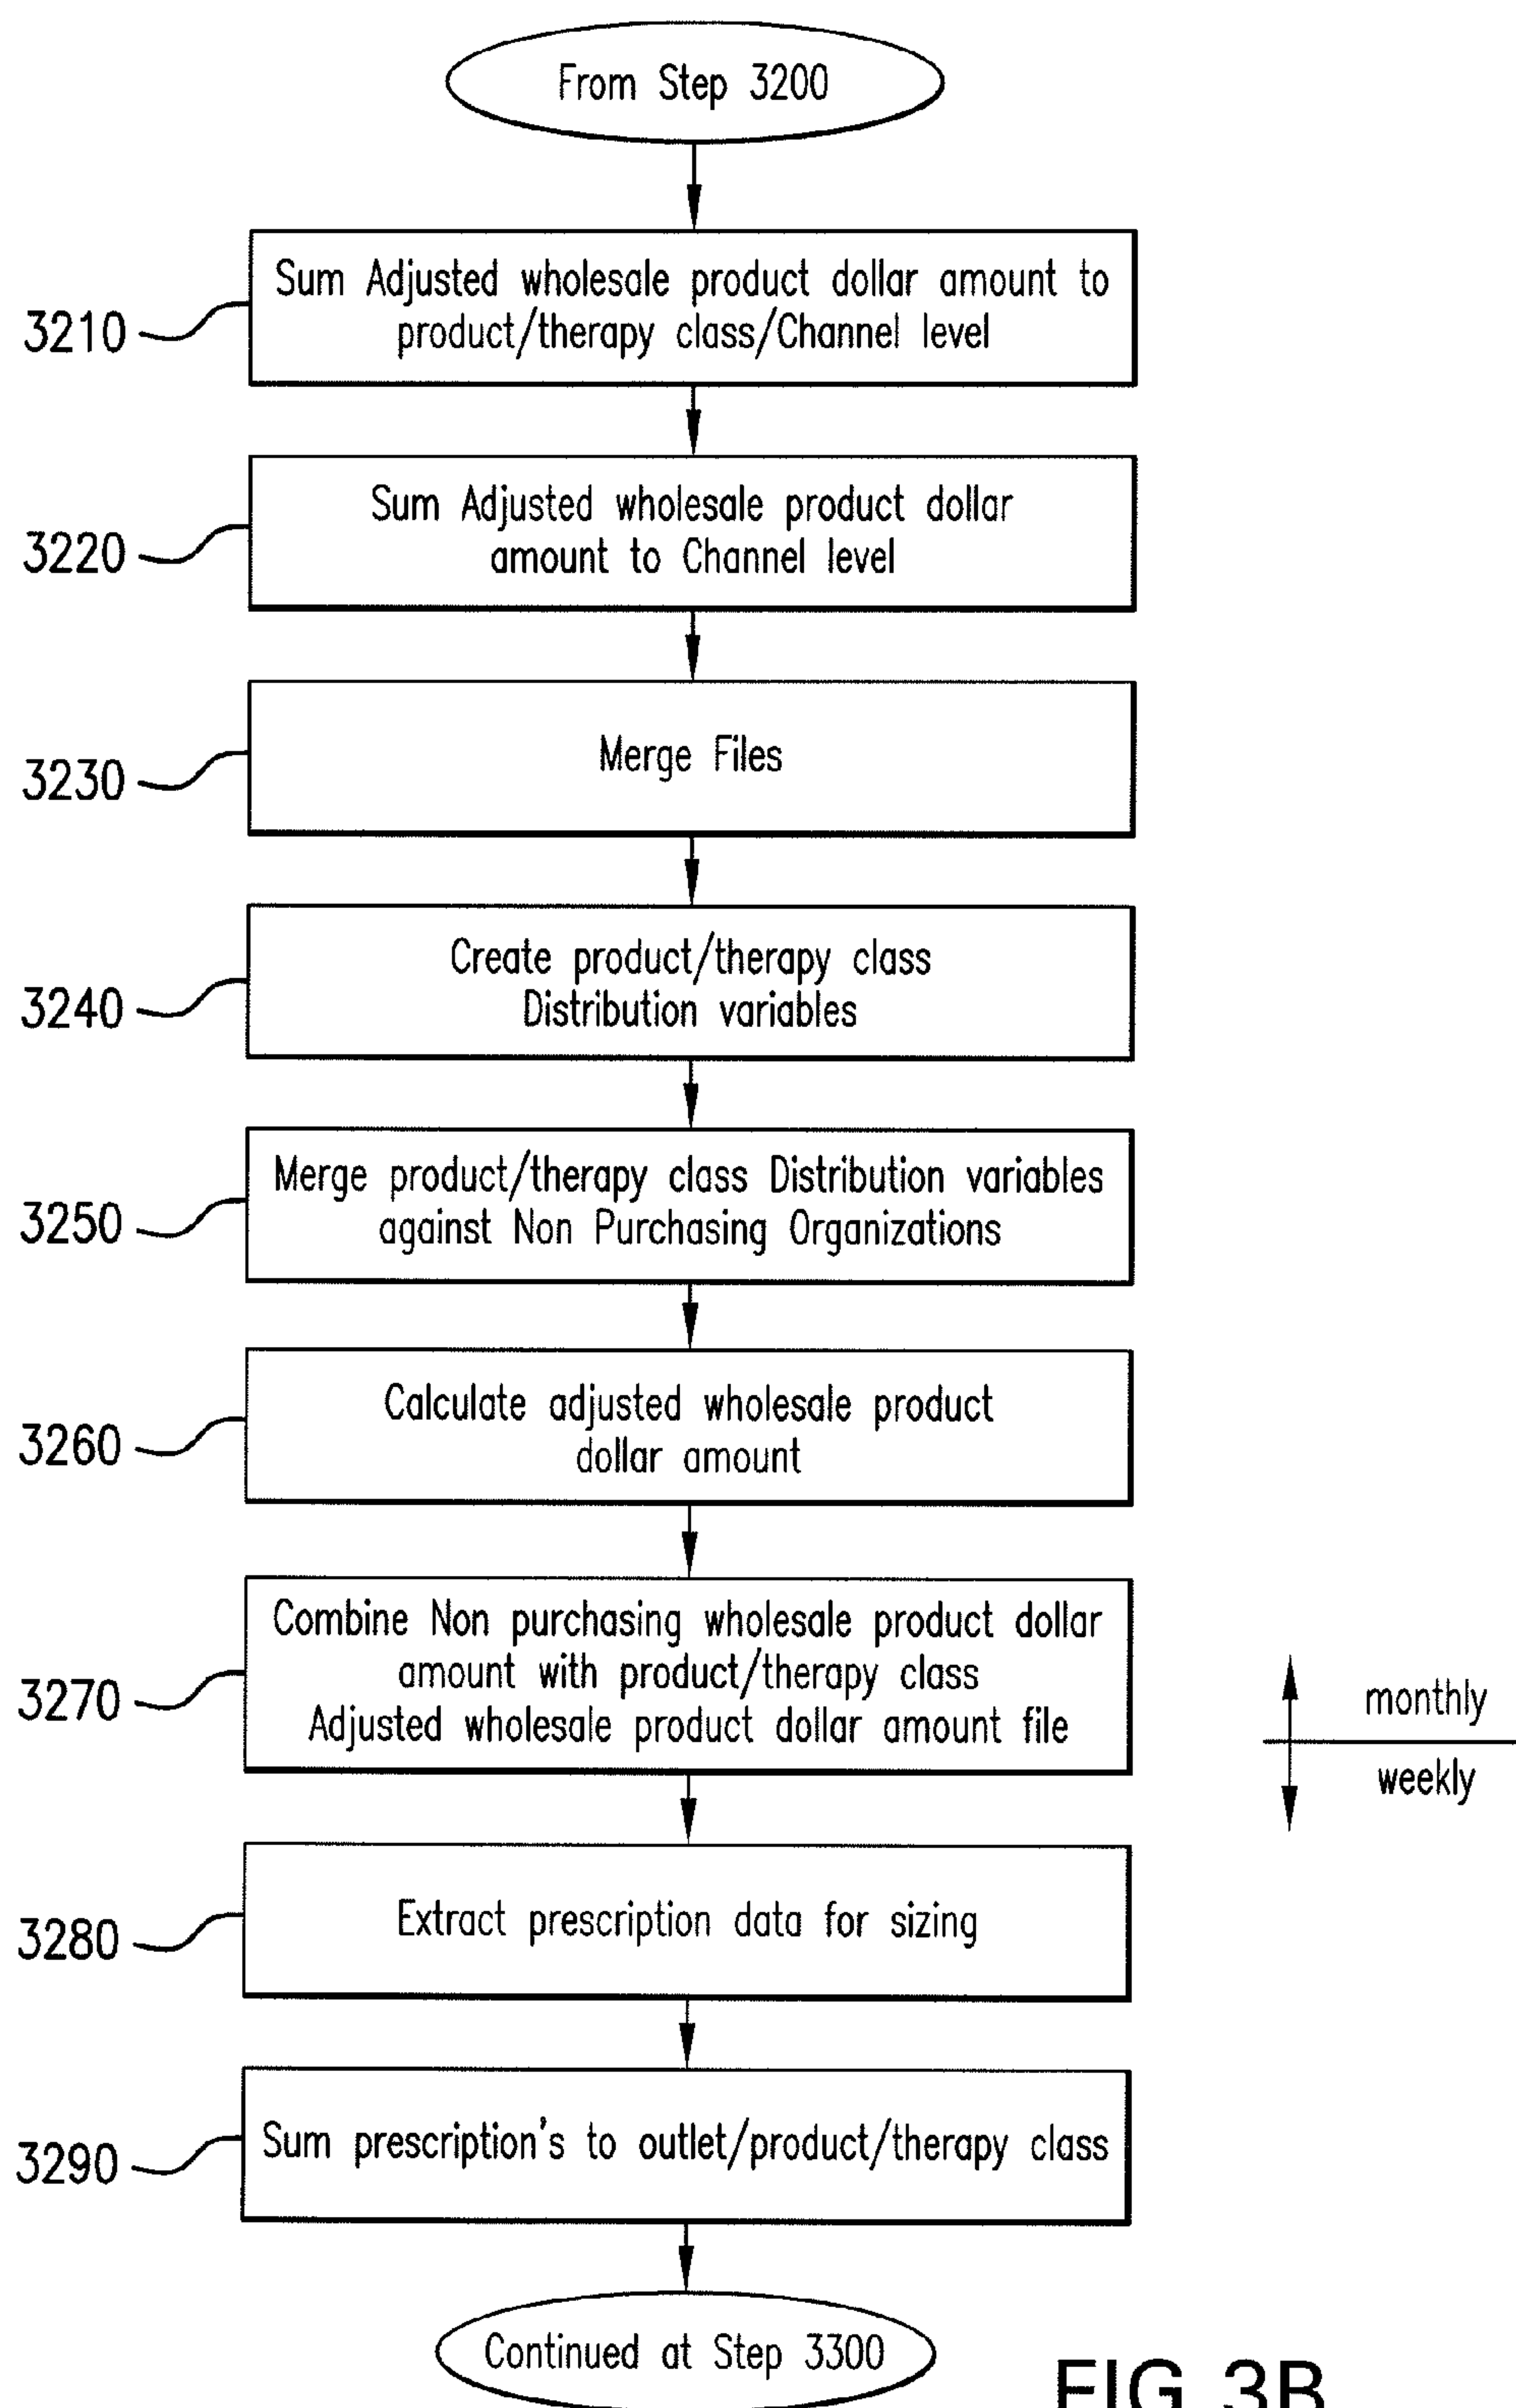 From Step 3200
Sum Adjusted wholesale product dollar amount to
product/therapy class/Channel level
3210
Sum Adjusted wholesale product dollar
amount to Channel level
3220
Merge Files
3230
Create product/therapy class
Distribution variables
3240
Merge product/therapy class Distribution variables
against Non Purchasing Organizations
3250
Calculate adjusted wholesale product
dollar amount
3260
Combine Non purchasing wholesale product dollar
amount with product/therapy class
Adjusted wholesale product dollar amount file
3270
monthly
weekly
Extract prescription data for sizing
3280
Sum prescription's to outlet/product/therapy class
3290
Continued at Step 3300
FIG. 3B